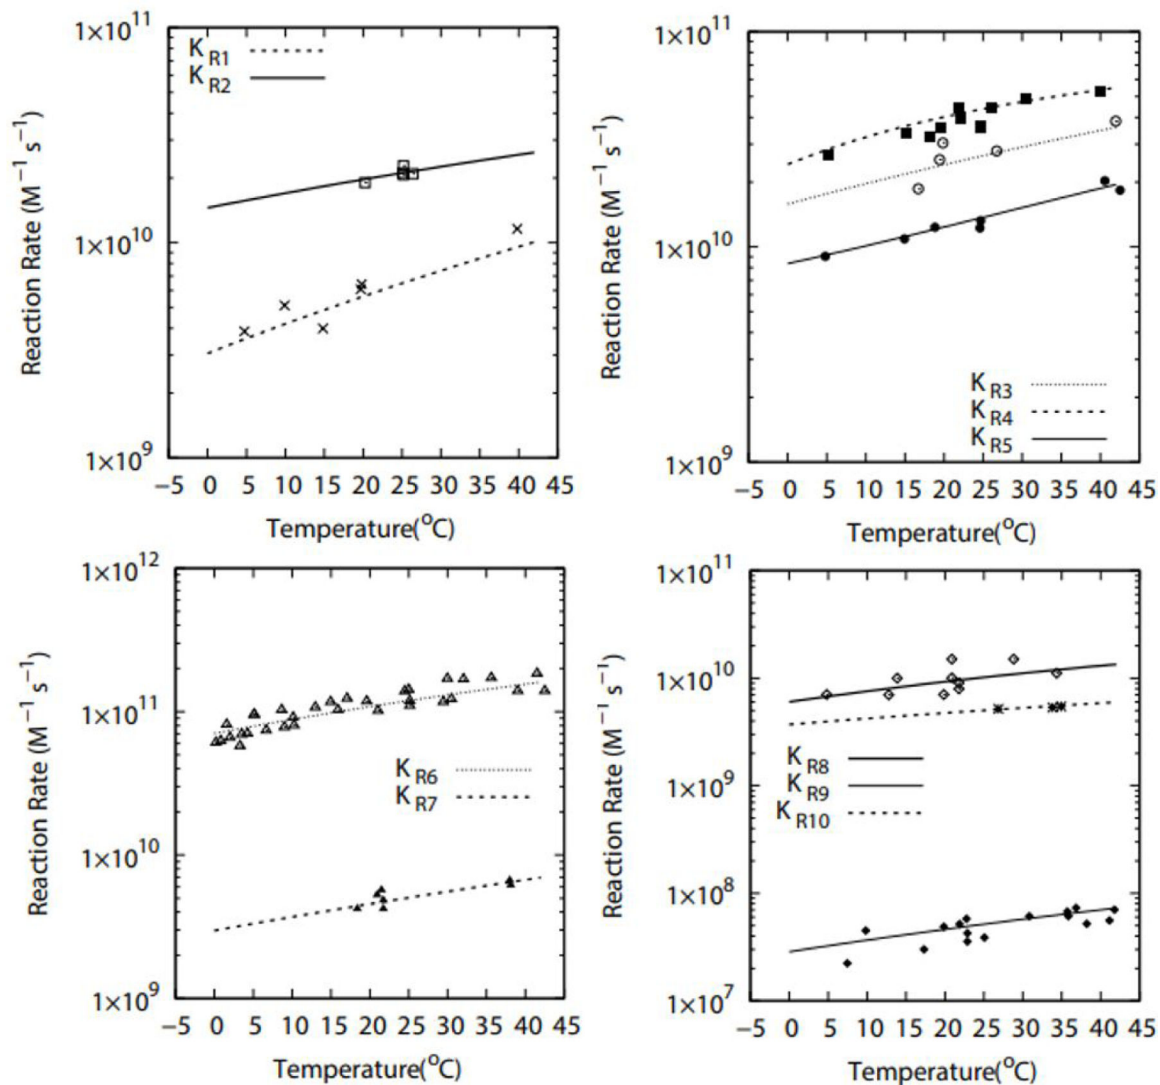 1×10¹¹
K R1
K R2
1×10¹⁰
1×10⁹
Reaction Rate (M⁻¹ s⁻¹)
−5 0 5 10 15 20 25 30 35 40 45
Temperature(°C)
1×10¹¹
1×10¹⁰
1×10⁹
Reaction Rate (M⁻¹ s⁻¹)
K R3
K R4
K R5
−5 0 5 10 15 20 25 30 35 40 45
Temperature(°C)
1×10¹²
1×10¹¹
1×10¹⁰
1×10⁹
Reaction Rate (M⁻¹ s⁻¹)
K R6
K R7
−5 0 5 10 15 20 25 30 35 40 45
Temperature(°C)
1×10¹¹
1×10¹⁰
1×10⁹
1×10⁸
1×10⁷
Reaction Rate (M⁻¹ s⁻¹)
K R8
K R9
K R10
−5 0 5 10 15 20 25 30 35 40 45
Temperature(°C)